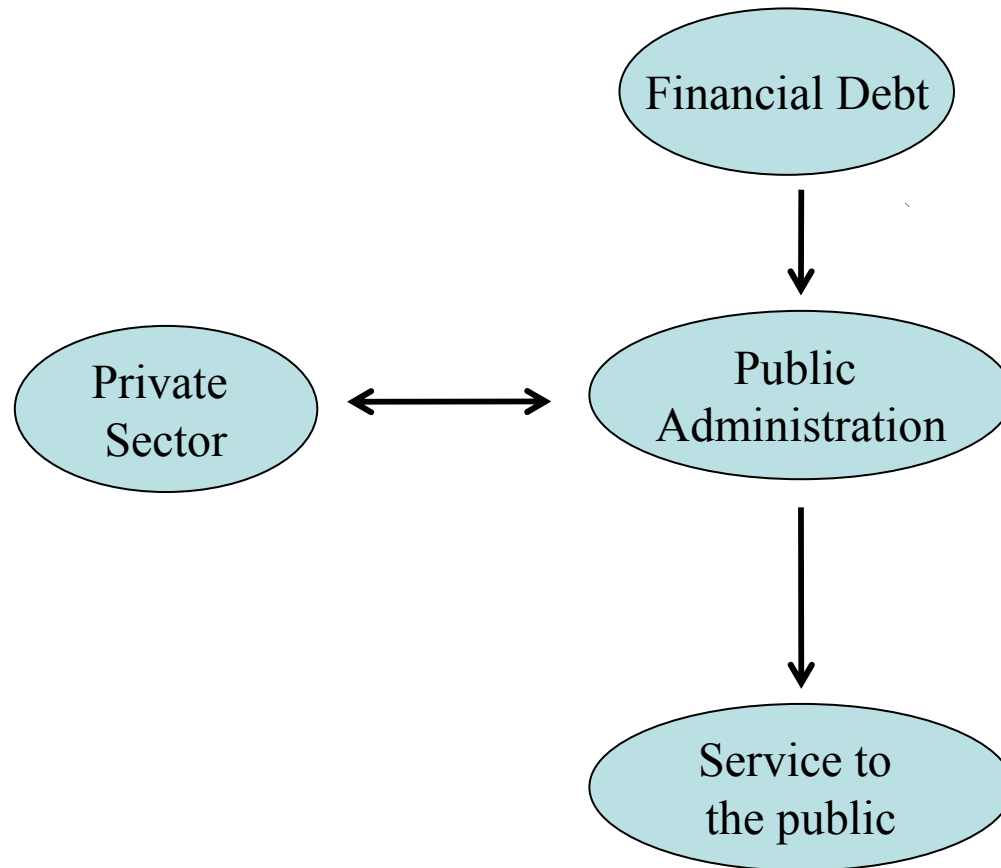 Financial Debt
Private
Sector
Public
Administration
Service to
the public